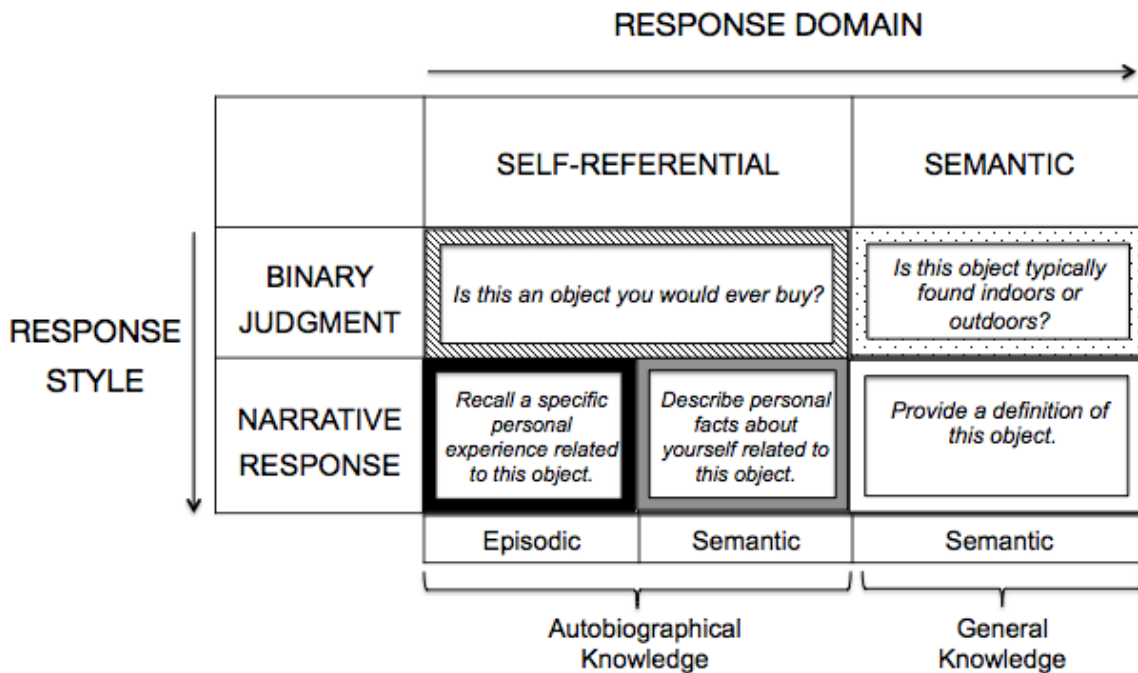 RESPONSE DOMAIN
SELF-REFERENTIAL
SEMANTIC
RESPONSE
STYLE
BINARY
JUDGMENT
Is this an object you would ever buy?
Is this object typically
found indoors or
outdoors?
NARRATIVE
RESPONSE
Recall a specific
personal
experience related
to this object.
Describe personal
facts about
yourself related to
this object.
Provide a definition of
this object.
Episodic
Semantic
Semantic
Autobiographical
Knowledge
General
Knowledge